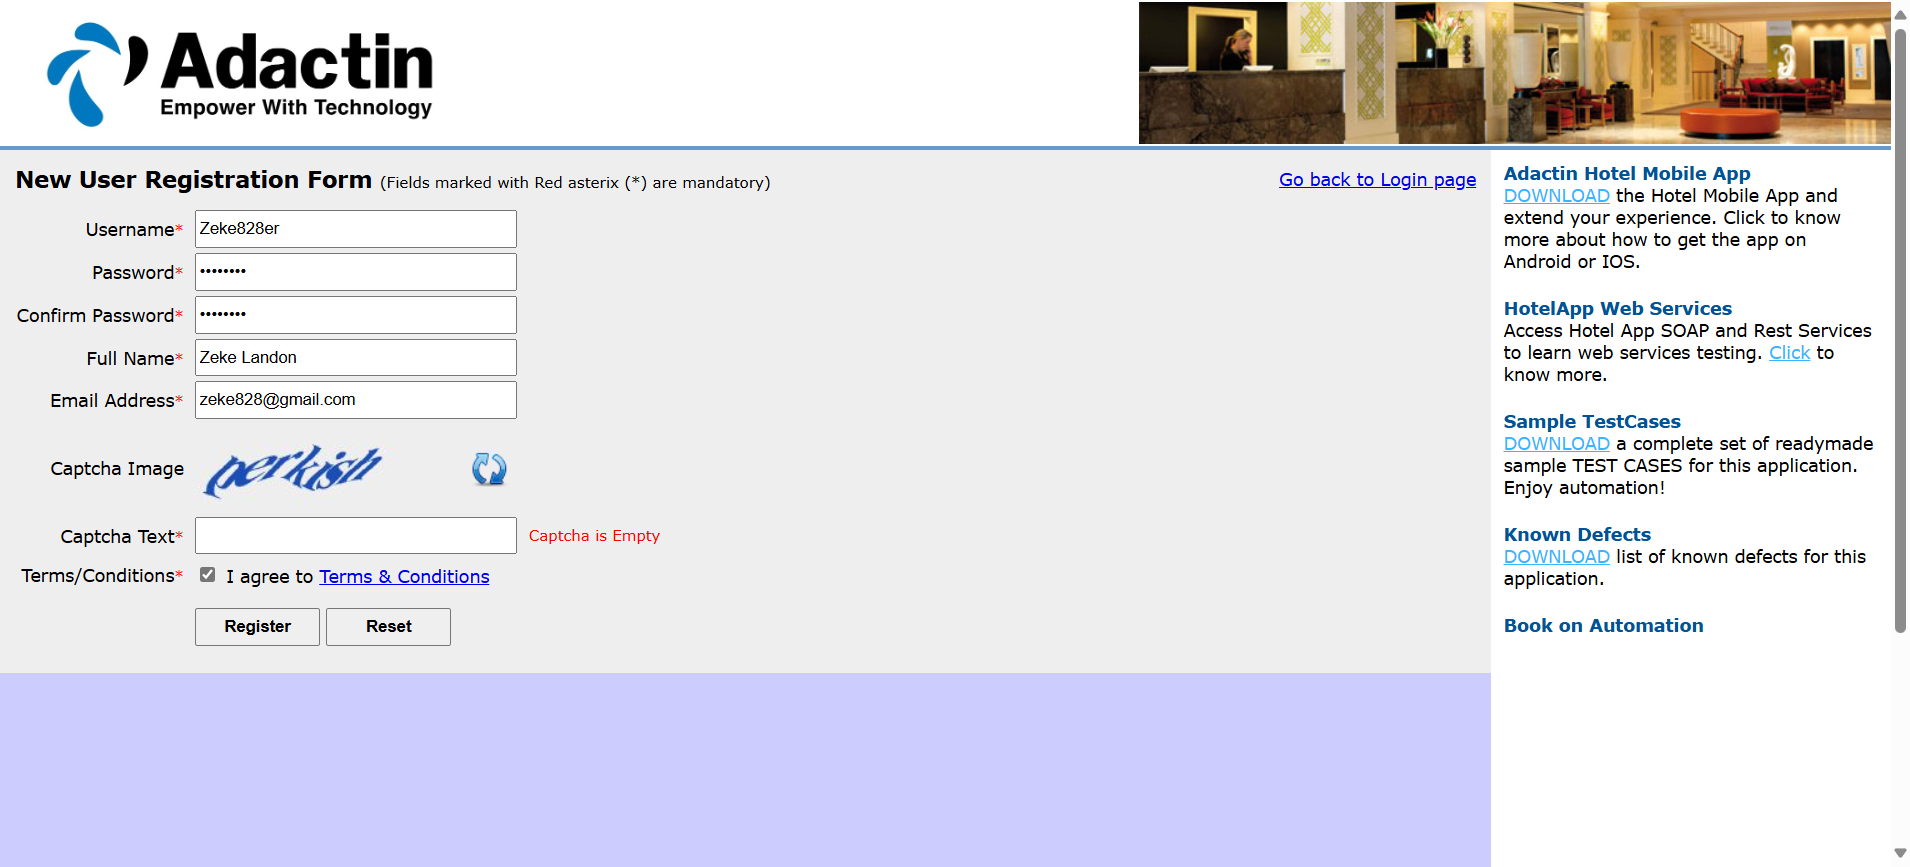 Adactin
Empower With Technology
New User Registration Form (Fields marked with Red asterix (*) are mandatory)
Go back to Login page
Username* Zeke828er
Password* ••••••••
Confirm Password* ••••••••
Full Name* Zeke Landon
Email Address* zeke828@gmail.com
Captcha Image perkish
Captcha Text* Captcha is Empty
Terms/Conditions* I agree to Terms & Conditions
Register Reset
Adactin Hotel Mobile App
DOWNLOAD the Hotel Mobile App and
extend your experience. Click to know
more about how to get the app on
Android or IOS.
HotelApp Web Services
Access Hotel App SOAP and Rest Services
to learn web services testing. Click to
know more.
Sample TestCases
DOWNLOAD a complete set of readymade
sample TEST CASES for this application.
Enjoy automation!
Known Defects
DOWNLOAD list of known defects for this
application.
Book on Automation